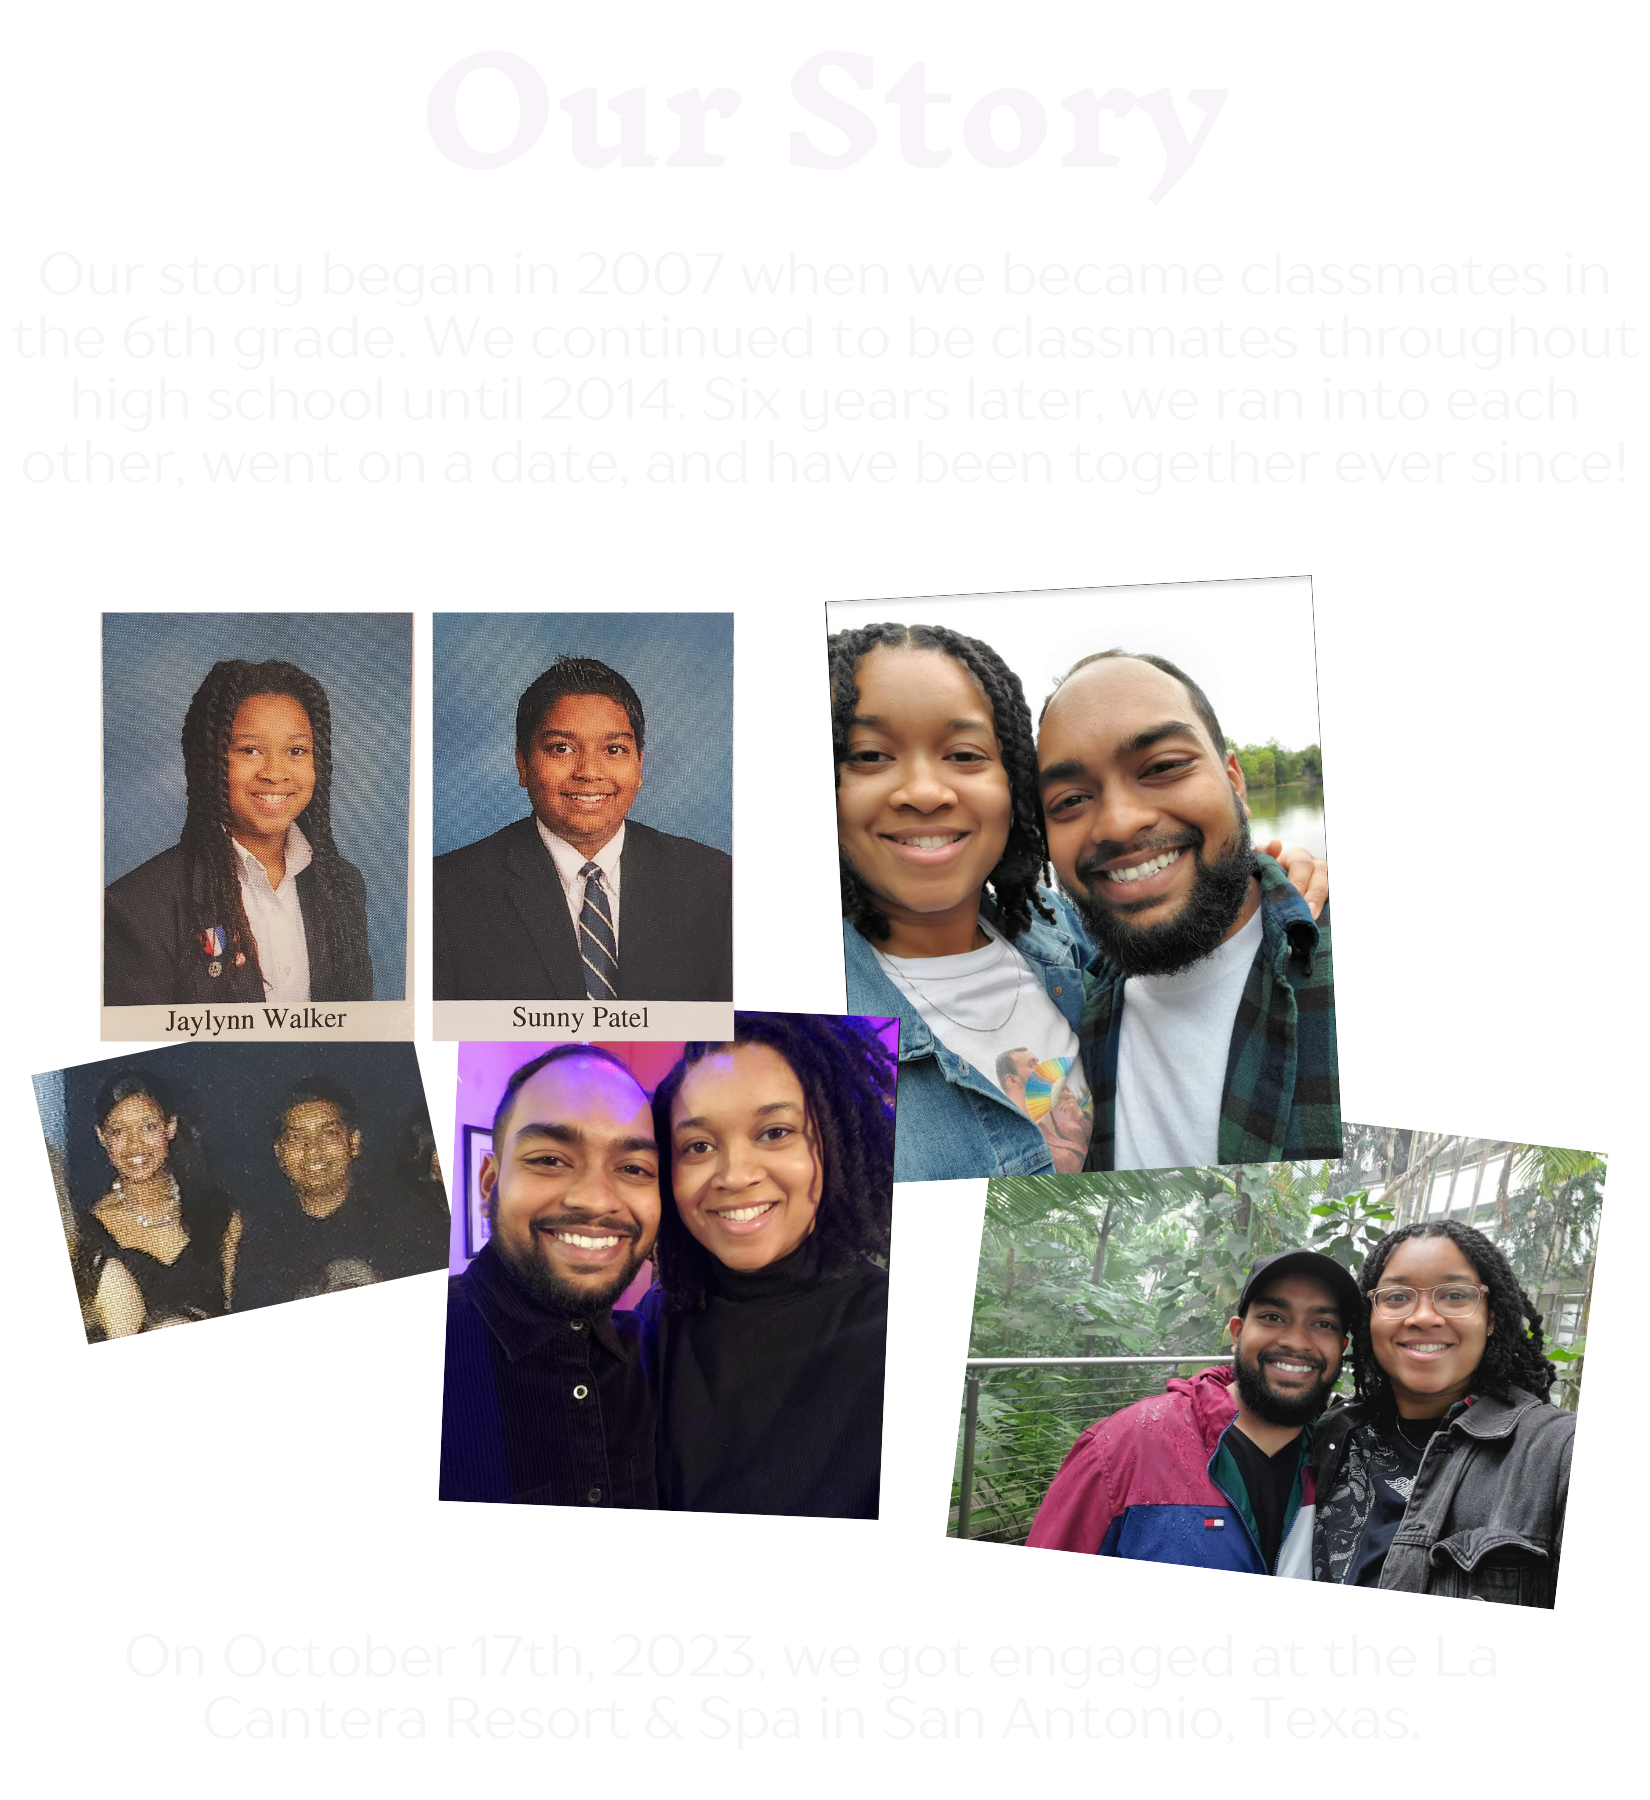 Our Story
Our story began in 2007 when we became classmates in
the 6th grade. We continued to be classmates throughout
high school until 2014. Six years later, we ran into each
other, went on a date, and have been together ever since!
Jaylynn Walker
Sunny Patel
On October 17th, 2023, we got engaged at the La
Cantera Resort & Spa in San Antonio, Texas.